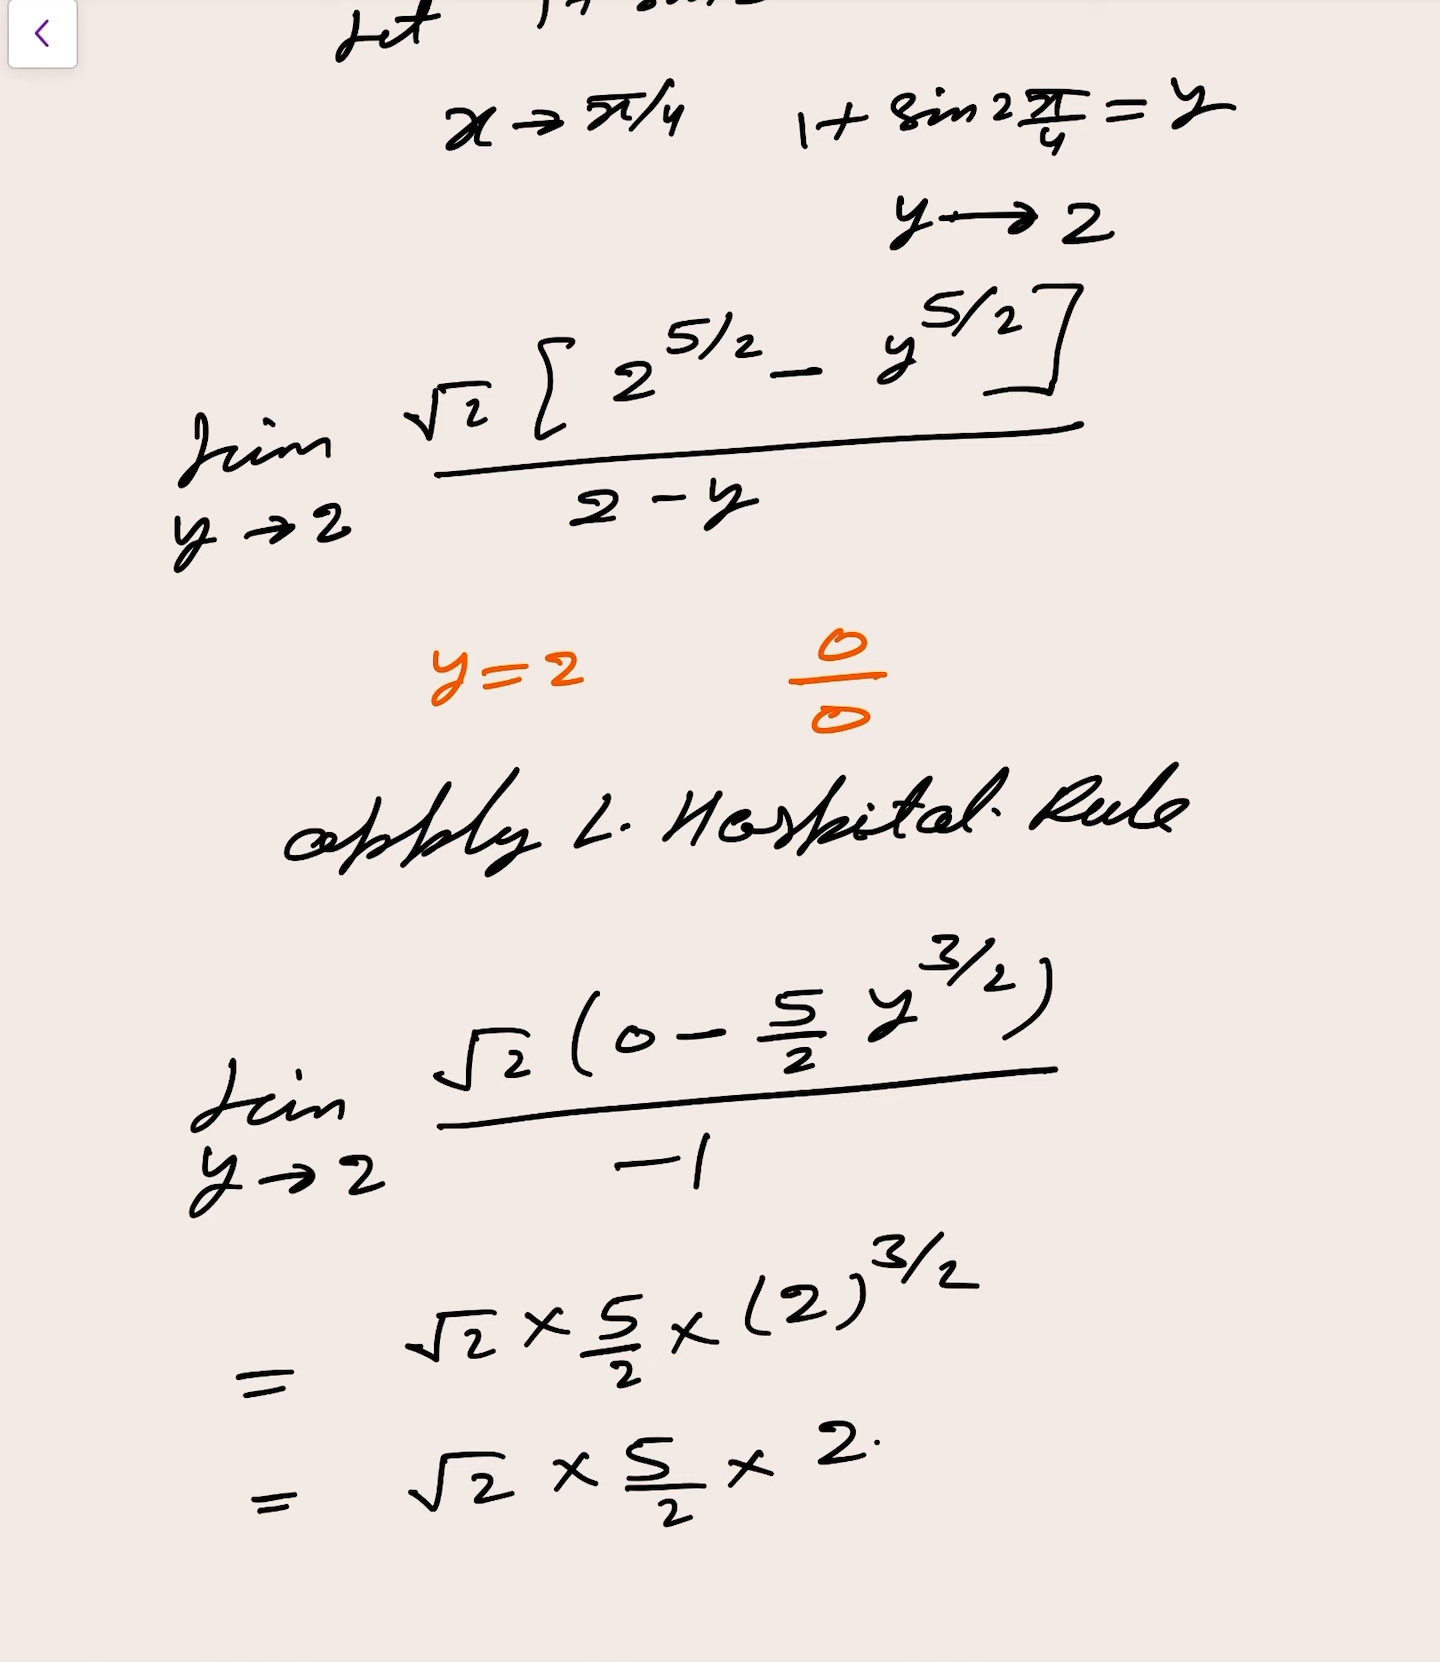 Let
x → π/4 1 + sin 2 π/4 = y
y → 2
Lim y → 2 √2 [ 2^5/2 - y^5/2 ] / 2 - y
y = 2 0/0
apply L. Hospital. Rule
Lim y → 2 √2 ( 0 - 5/2 y^3/2 ) / -1
= √2 × 5/2 × (2)^3/2
= √2 × 5/2 × 2.